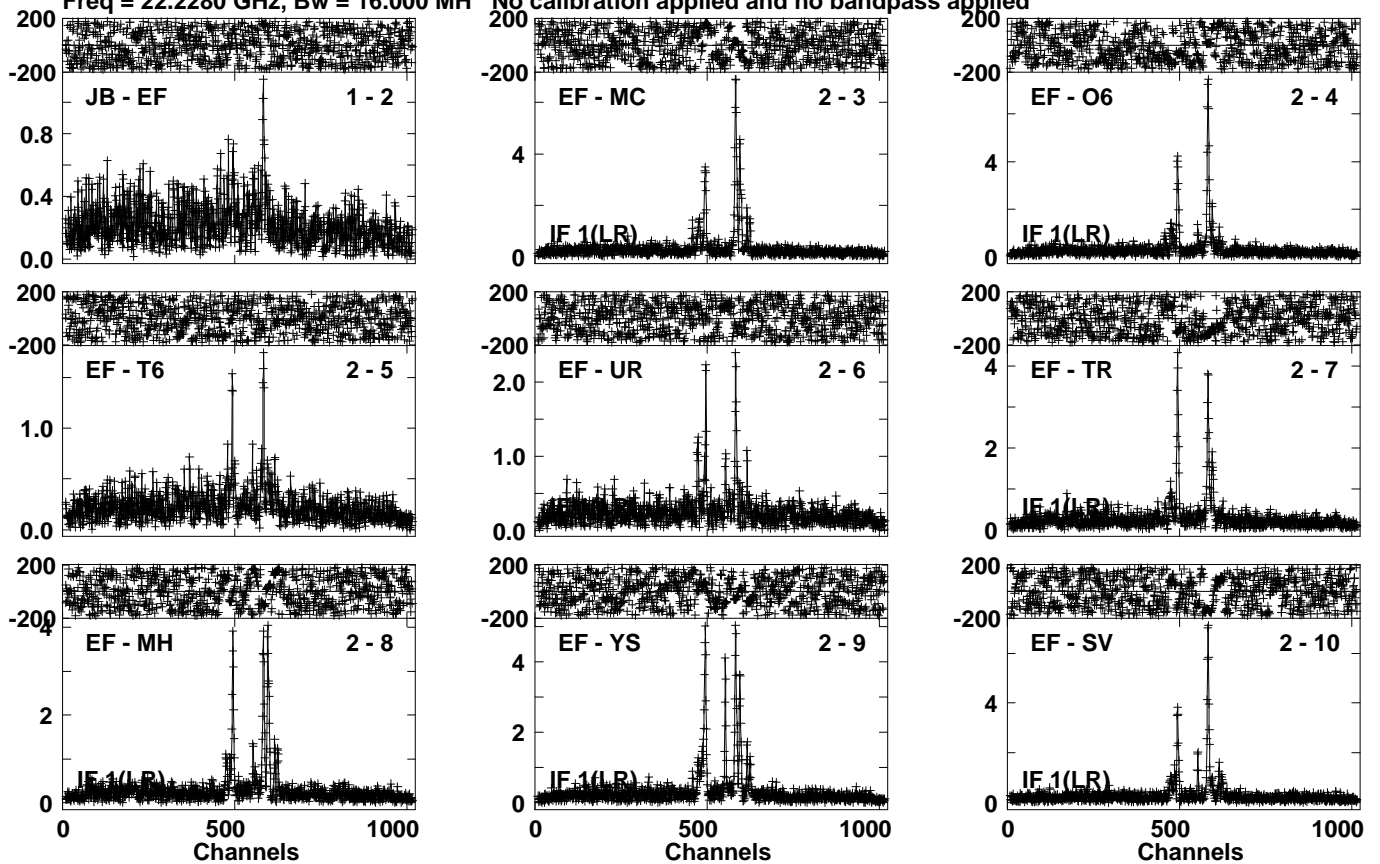 Freq = 22.2280 GHz, Bw = 16.000 MH No calibration applied and no bandpass applied
200
-200
JB - EF 1 - 2
0.8
0.4
0.0
200
-200
EF - MC 2 - 3
4
IF 1(LR)
0
200
-200
EF - O6 2 - 4
4
IF 1(LR)
0
200
-200
EF - T6 2 - 5
1.0
0.0
200
-200
EF - UR 2 - 6
2.0
1.0
0.0
200
-200
4
EF - TR 2 - 7
2
IF 1(LR)
0
200
-200
4
EF - MH 2 - 8
2
IF 1(LR)
0
0 500 1000
Channels
200
-200
EF - YS 2 - 9
4
2
IF 1(LR)
0
0 500 1000
Channels
200
-200
EF - SV 2 - 10
4
IF 1(LR)
0
0 500 1000
Channels